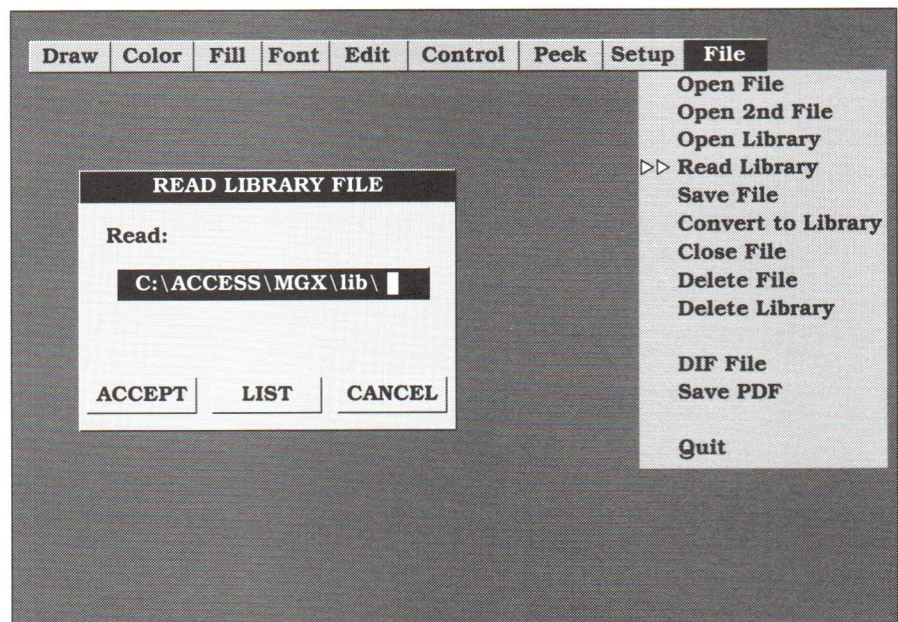 Draw Color Fill Font Edit Control Peek Setup File
Open File
Open 2nd File
Open Library
Read Library
Save File
Convert to Library
Close File
Delete File
Delete Library
DIF File
Save PDF
Quit
READ LIBRARY FILE
Read:
C:\ACCESS\MGX\lib\
ACCEPT LIST CANCEL